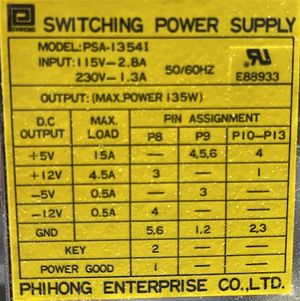 PHIHONG SWITCHING POWER SUPPLY
MODEL: PSA-1354I
INPUT: 115V-2.8A
230V-1.3A 50/60HZ E88933
OUTPUT: (MAX.POWER 135W)
D.C OUTPUT MAX. LOAD PIN ASSIGNMENT
P8 P9 P10-P13
+5V 15A — 4,5,6 4
+12V 4.5A 3 — 1
-5V 0.5A — 3 —
-12V 0.5A 4 — —
GND 5,6 1,2 2,3
KEY 2 — —
POWER GOOD 1 — —
PHIHONG ENTERPRISE CO.,LTD.